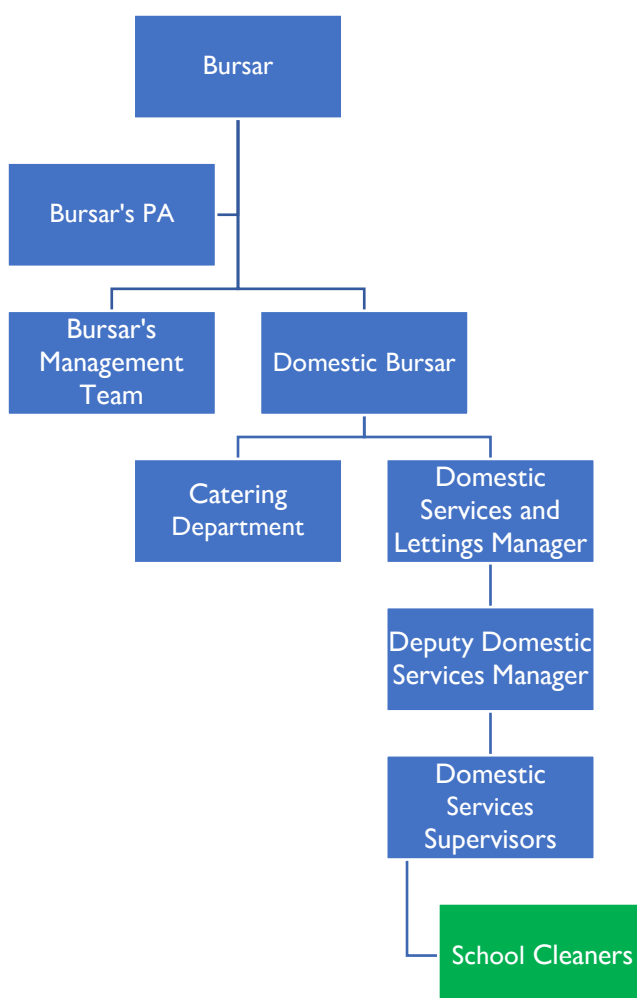 Bursar
Bursar's PA
Bursar's
Management
Team
Domestic Bursar
Catering
Department
Domestic
Services and
Lettings Manager
Deputy Domestic
Services Manager
Domestic
Services
Supervisors
School Cleaners